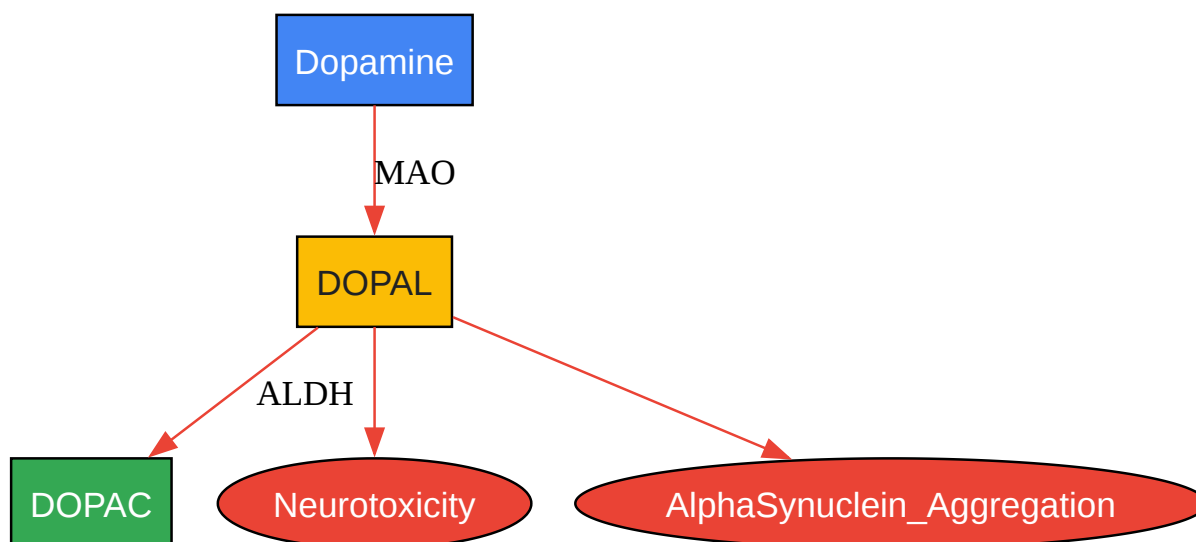 Dopamine
MAO
DOPAL
ALDH
DOPAC
Neurotoxicity
AlphaSynuclein_Aggregation